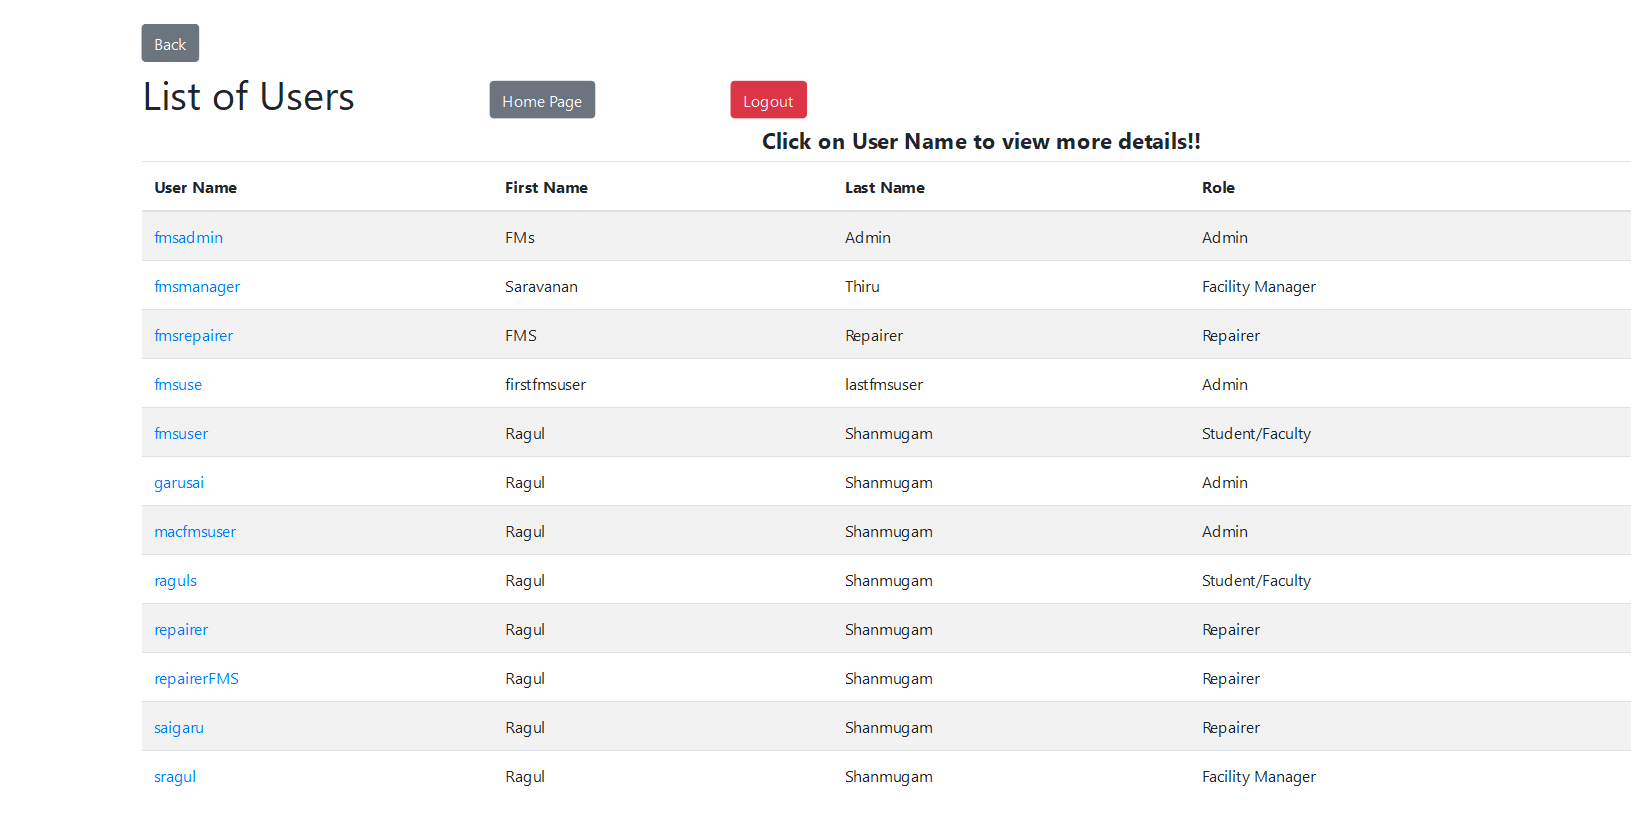 Back
List of Users Home Page Logout
Click on User Name to view more details!!
User Name First Name Last Name Role
fmsadmin FMs Admin Admin
fmsmanager Saravanan Thiru Facility Manager
fmsrepairer FMS Repairer Repairer
fmsuse firstfmsuser lastfmsuser Admin
fmsuser Ragul Shanmugam Student/Faculty
garusai Ragul Shanmugam Admin
macfmsuser Ragul Shanmugam Admin
raguls Ragul Shanmugam Student/Faculty
repairer Ragul Shanmugam Repairer
repairerFMS Ragul Shanmugam Repairer
saigaru Ragul Shanmugam Repairer
sragul Ragul Shanmugam Facility Manager